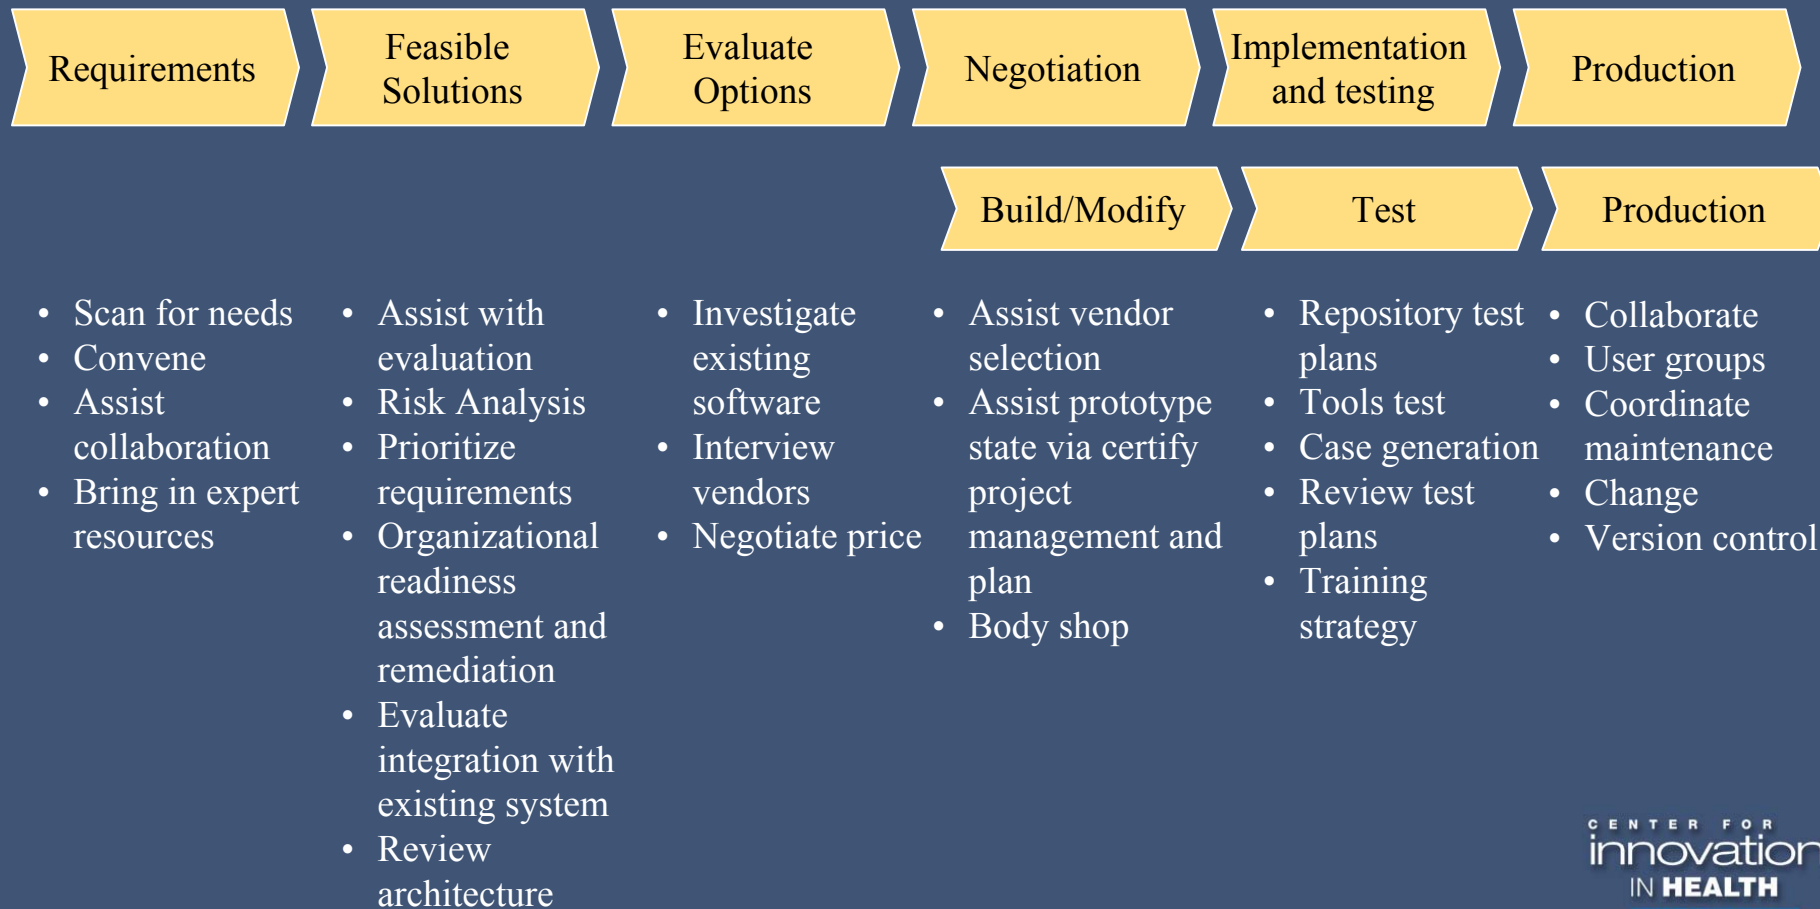 Requirements
Feasible
Solutions
Evaluate
Options
Negotiation
Implementation
and testing
Production
Build/Modify
Test
Production
• Scan for needs
• Convene
• Assist
collaboration
• Bring in expert
resources
• Assist with
evaluation
• Risk Analysis
• Prioritize
requirements
• Organizational
readiness
assessment and
remediation
• Evaluate
integration with
existing system
• Review
architecture
• Investigate
existing
software
• Interview
vendors
• Negotiate price
• Assist vendor
selection
• Assist prototype
state via certify
project
management and
plan
• Body shop
• Repository test
plans
• Tools test
• Case generation
• Review test
plans
• Training
strategy
• Collaborate
• User groups
• Coordinate
maintenance
• Change
• Version control
CENTER FOR
innovation
IN HEALTH